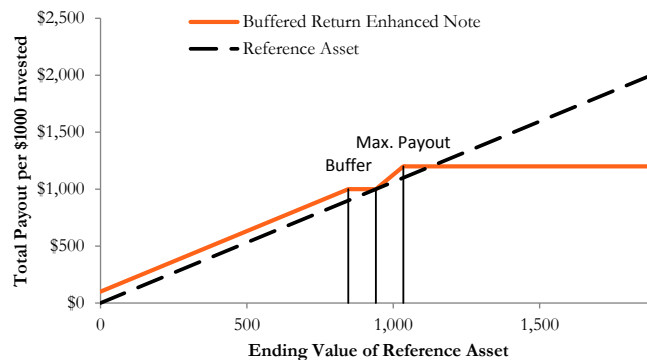 $2,500
Buffered Return Enhanced Note
Reference Asset
$2,000
$1,500
Max. Payout
Buffer
$1,000
$500
$0
0
500
1,000
1,500
Total Payout per $1000 Invested
Ending Value of Reference Asset